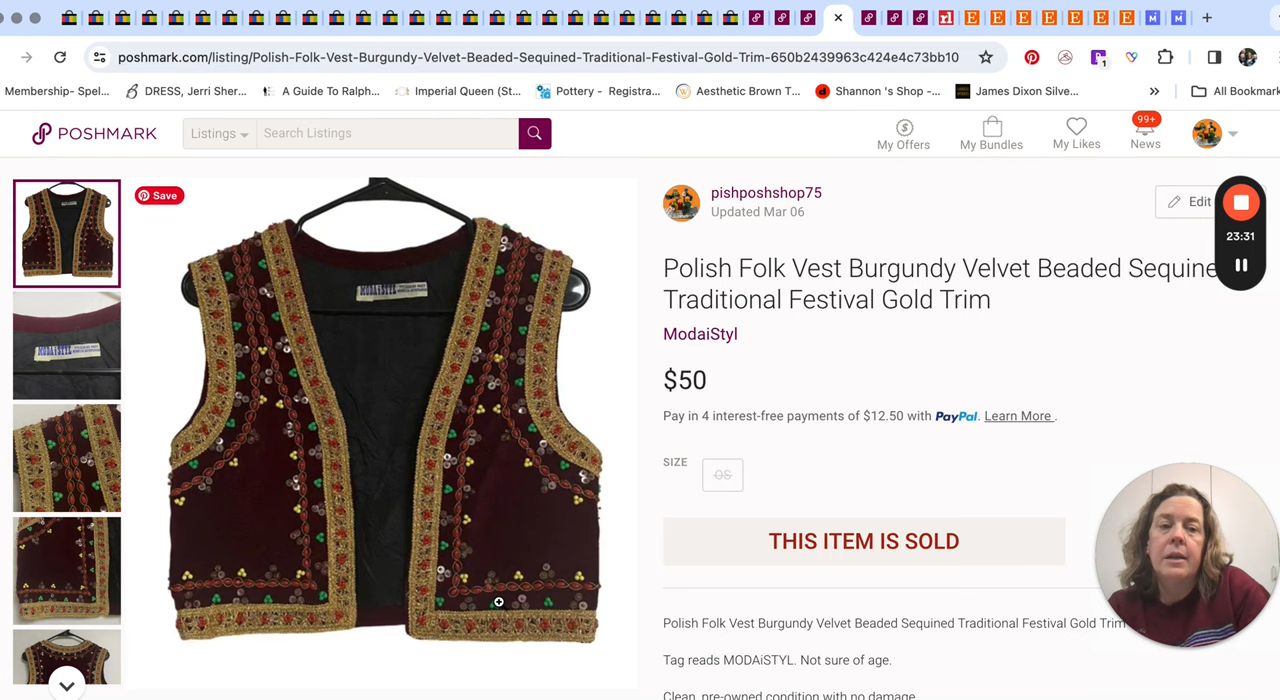 poshmark.com/listing/Polish-Folk-Vest-Burgundy-Velvet-Beaded-Sequined-Traditional-Festival-Gold-Trim-650b2439963c424e4c73bb10
Membership- Spel... DRESS, Jerri Sher... A Guide To Ralph... Imperial Queen (St... Pottery - Registra... Aesthetic Brown T... Shannon 's Shop -... James Dixon Silve... » All Bookmark
POSHMARK Listings Search Listings
My Offers My Bundles My Likes 99+ News
Save
MODAiSTYL
pishposhshop75
Updated Mar 06
Edit
23:31
Polish Folk Vest Burgundy Velvet Beaded Sequine
Traditional Festival Gold Trim
ModaiStyl
$50
Pay in 4 interest-free payments of $12.50 with PayPal. Learn More .
SIZE OS
THIS ITEM IS SOLD
Polish Folk Vest Burgundy Velvet Beaded Sequined Traditional Festival Gold Trim
Tag reads MODAiSTYL. Not sure of age.
Clean, pre-owned condition with no damage